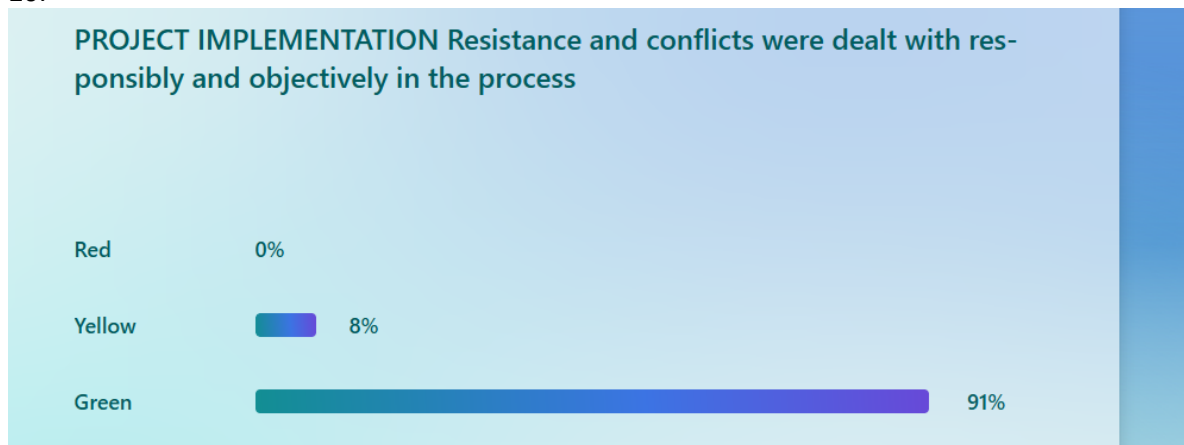 PROJECT IMPLEMENTATION Resistance and conflicts were dealt with res-
ponsibly and objectively in the process
Red 0%
Yellow 8%
Green 91%